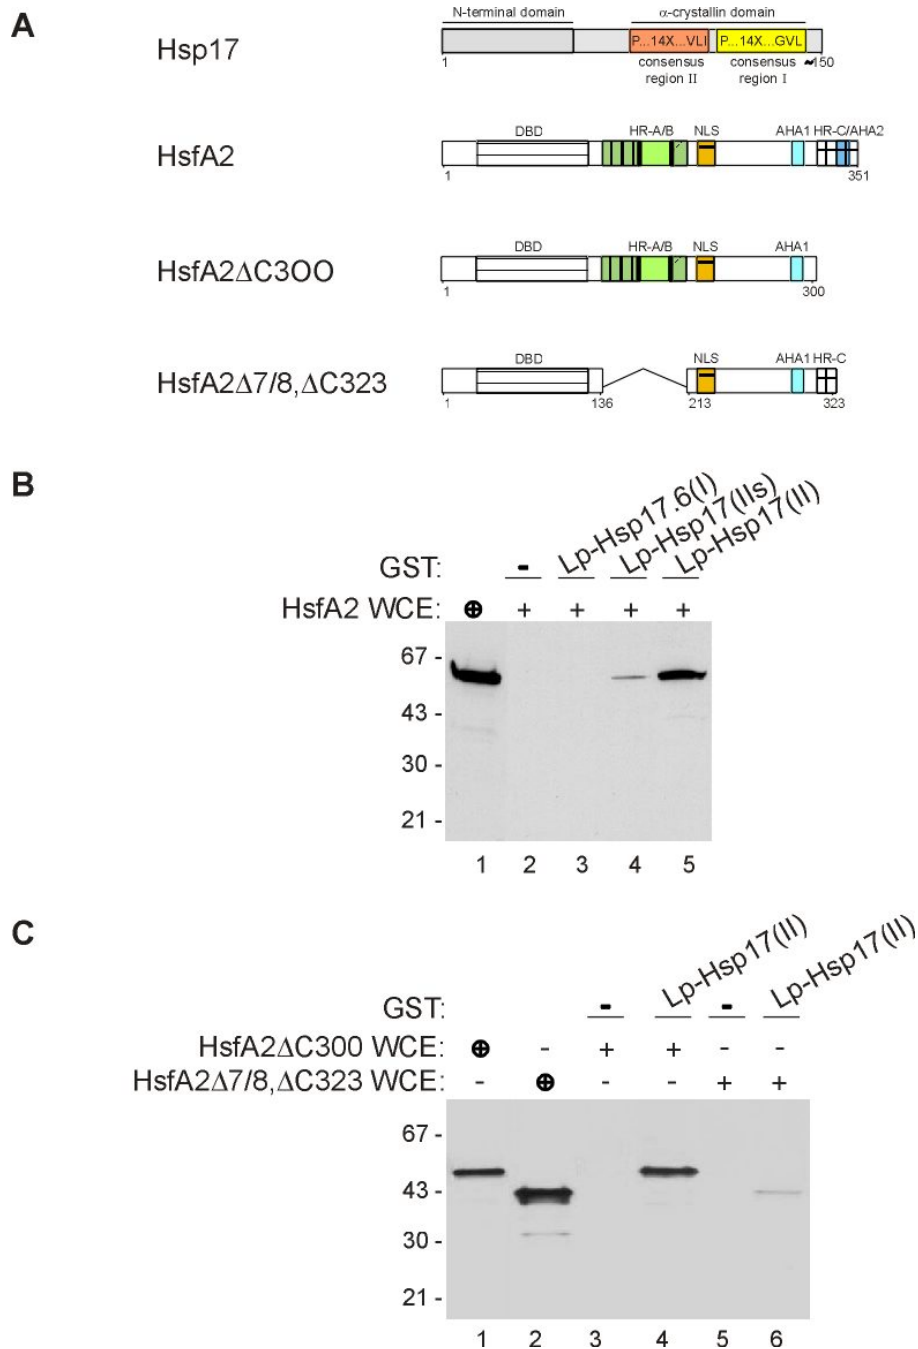 A
N-terminal domain α-crystallin domain
Hsp17
P...14X...VLI P...14X...GVL
1 consensus region II consensus region I ~150
DBD HR-A/B NLS AHA1 HR-C/AHA2
HsfA2
1 351
DBD HR-A/B NLS AHA1
HsfA2ΔC3OO
1 300
DBD NLS AHA1 HR-C
HsfA2Δ7/8,ΔC323
1 136 213 323
B
Lp-Hsp17.6(I) Lp-Hsp17(IIs) Lp-Hsp17(II)
GST: -
HsfA2 WCE: ⊕ + + + +
67 -
43 -
30 -
21 -
1 2 3 4 5
C
Lp-Hsp17(II) Lp-Hsp17(II)
GST: - -
HsfA2ΔC300 WCE: ⊕ - + + - -
HsfA2Δ7/8,ΔC323 WCE: - ⊕ - - + +
67 -
43 -
30 -
21 -
1 2 3 4 5 6